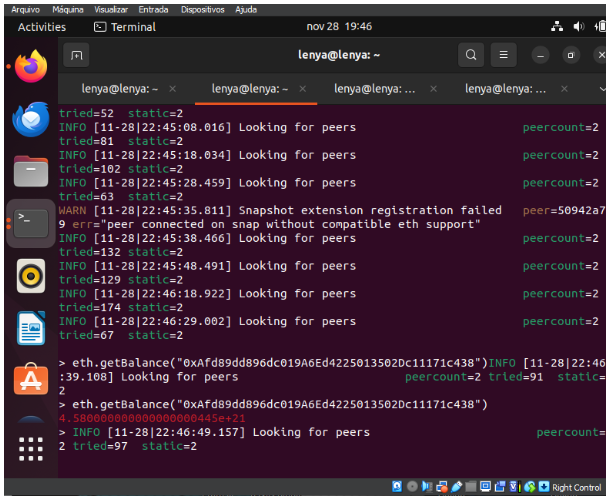 Arquivo Máquina Visualizar Entrada Dispositivos Ajuda
Activities Terminal nov 28 19:46
lenya@lenya: ~
lenya@lenya: ~ × lenya@lenya: ~ × lenya@lenya: … × lenya@lenya: … ×
tried=52 static=2
INFO [11-28|22:45:08.016] Looking for peers peercount=2
tried=81 static=2
INFO [11-28|22:45:18.034] Looking for peers peercount=2
tried=102 static=2
INFO [11-28|22:45:28.459] Looking for peers peercount=2
tried=63 static=2
WARN [11-28|22:45:35.811] Snapshot extension registration failed peer=50942a7
9 err="peer connected on snap without compatible eth support"
INFO [11-28|22:45:38.466] Looking for peers peercount=2
tried=132 static=2
INFO [11-28|22:45:48.491] Looking for peers peercount=2
tried=129 static=2
INFO [11-28|22:46:18.922] Looking for peers peercount=2
tried=174 static=2
INFO [11-28|22:46:29.002] Looking for peers peercount=2
tried=67 static=2
> eth.getBalance("0xAfd89dd896dc019A6Ed4225013502Dc11171c438")INFO [11-28|22:46
:39.108] Looking for peers peercount=2 tried=91 static=
2
> eth.getBalance("0xAfd89dd896dc019A6Ed4225013502Dc11171c438")
4.580000000000000000445e+21
> INFO [11-28|22:46:49.157] Looking for peers peercount=
2 tried=97 static=2
Right Control